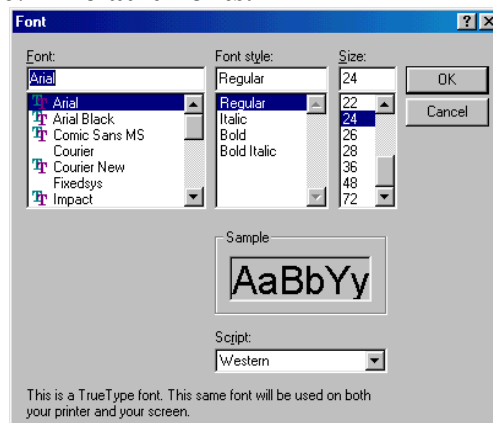 Font
Font:
Arial
Arial
Arial Black
Comic Sans MS
Courier
Courier New
Fixedsys
Impact
Font style:
Regular
Regular
Italic
Bold
Bold Italic
Size:
24
22
24
26
28
36
48
72
OK
Cancel
Sample
AaBbYy
Script:
Western
This is a TrueType font. This same font will be used on both
your printer and your screen.